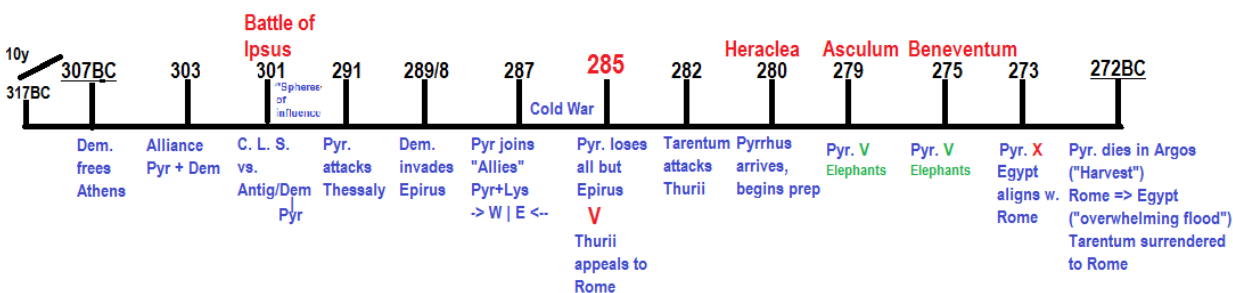 Battle of
Ipsus
Heraclea Asculum Beneventum
10y
317BC
307BC 303 301 291 289/8 287 285 282 280 279 275 273 272BC
"Spheres
of
influence
Cold War
Dem.
frees
Athens
Alliance
Pyr + Dem
C. L. S.
vs.
Antig/Dem
|
Pyr
Pyr.
attacks
Thessaly
Dem.
invades
Epirus
Pyr joins
"Allies"
Pyr+Lys
-> W | E <--
Pyr. loses
all but
Epirus
V
Thurii
appeals to
Rome
Tarentum
attacks
Thurii
Pyrrhus
arrives,
begins prep
Pyr. V
Elephants
Pyr. V
Elephants
Pyr. X
Egypt
aligns w.
Rome
Pyr. dies in Argos
("Harvest")
Rome => Egypt
("overwhelming flood")
Tarentum surrendered
to Rome